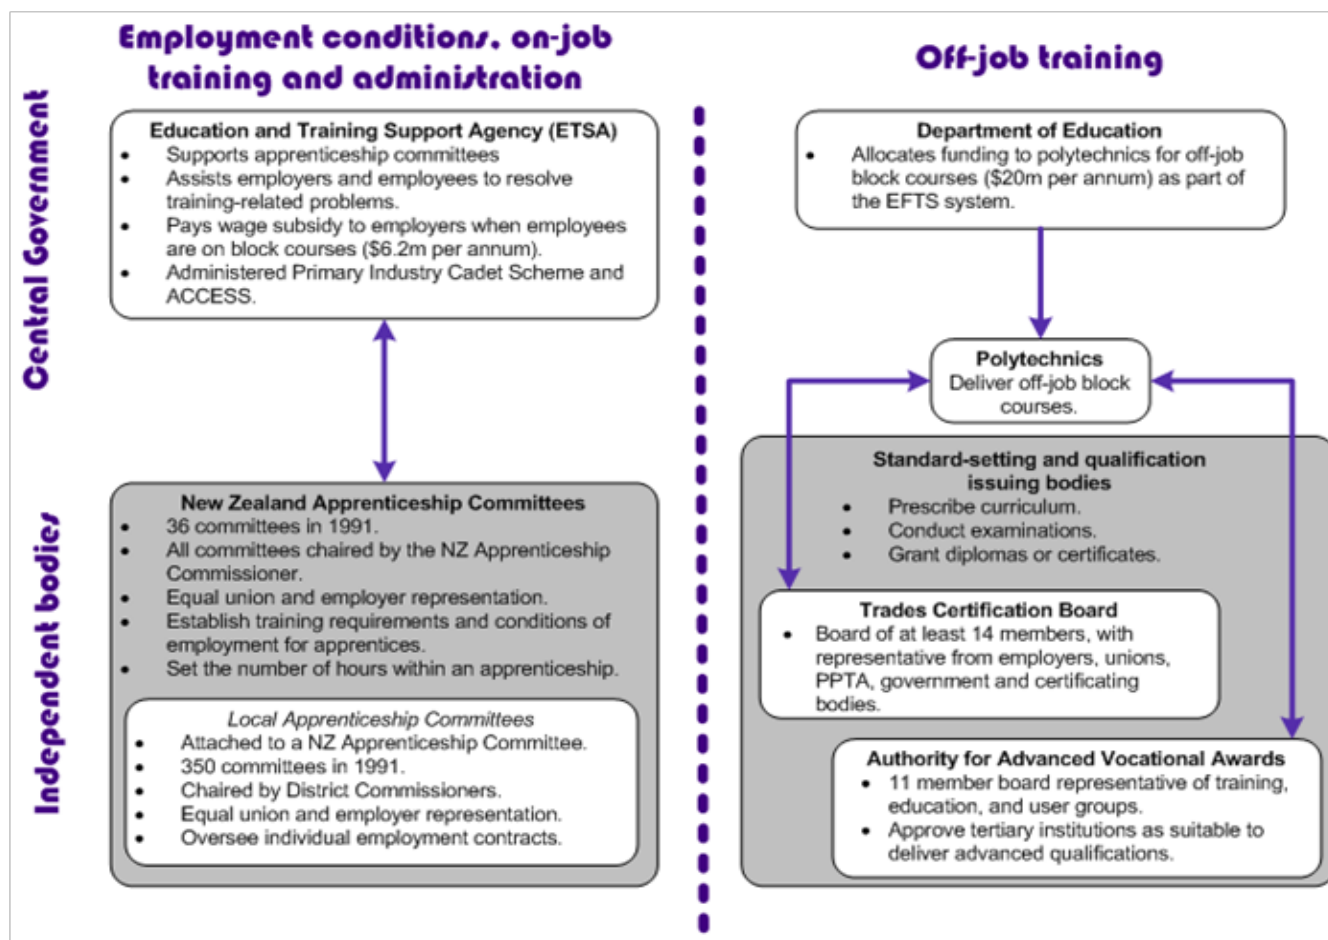 Employment conditions, on-job
training and administration
Off-job training
Central Government
Independent bodies
Education and Training Support Agency (ETSA)
• Supports apprenticeship committees
• Assists employers and employees to resolve
training-related problems.
• Pays wage subsidy to employers when employees
are on block courses ($6.2m per annum).
• Administered Primary Industry Cadet Scheme and
ACCESS.
New Zealand Apprenticeship Committees
• 36 committees in 1991.
• All committees chaired by the NZ Apprenticeship
Commissioner.
• Equal union and employer representation.
• Establish training requirements and conditions of
employment for apprentices.
• Set the number of hours within an apprenticeship.
Local Apprenticeship Committees
• Attached to a NZ Apprenticeship Committee.
• 350 committees in 1991.
• Chaired by District Commissioners.
• Equal union and employer representation.
• Oversee individual employment contracts.
Department of Education
• Allocates funding to polytechnics for off-job
block courses ($20m per annum) as part of
the EFTS system.
Polytechnics
Deliver off-job block
courses.
Standard-setting and qualification
issuing bodies
• Prescribe curriculum.
• Conduct examinations.
• Grant diplomas or certificates.
Trades Certification Board
• Board of at least 14 members, with
representative from employers, unions,
PPTA, government and certificating
bodies.
Authority for Advanced Vocational Awards
• 11 member board representative of training,
education, and user groups.
• Approve tertiary institutions as suitable to
deliver advanced qualifications.